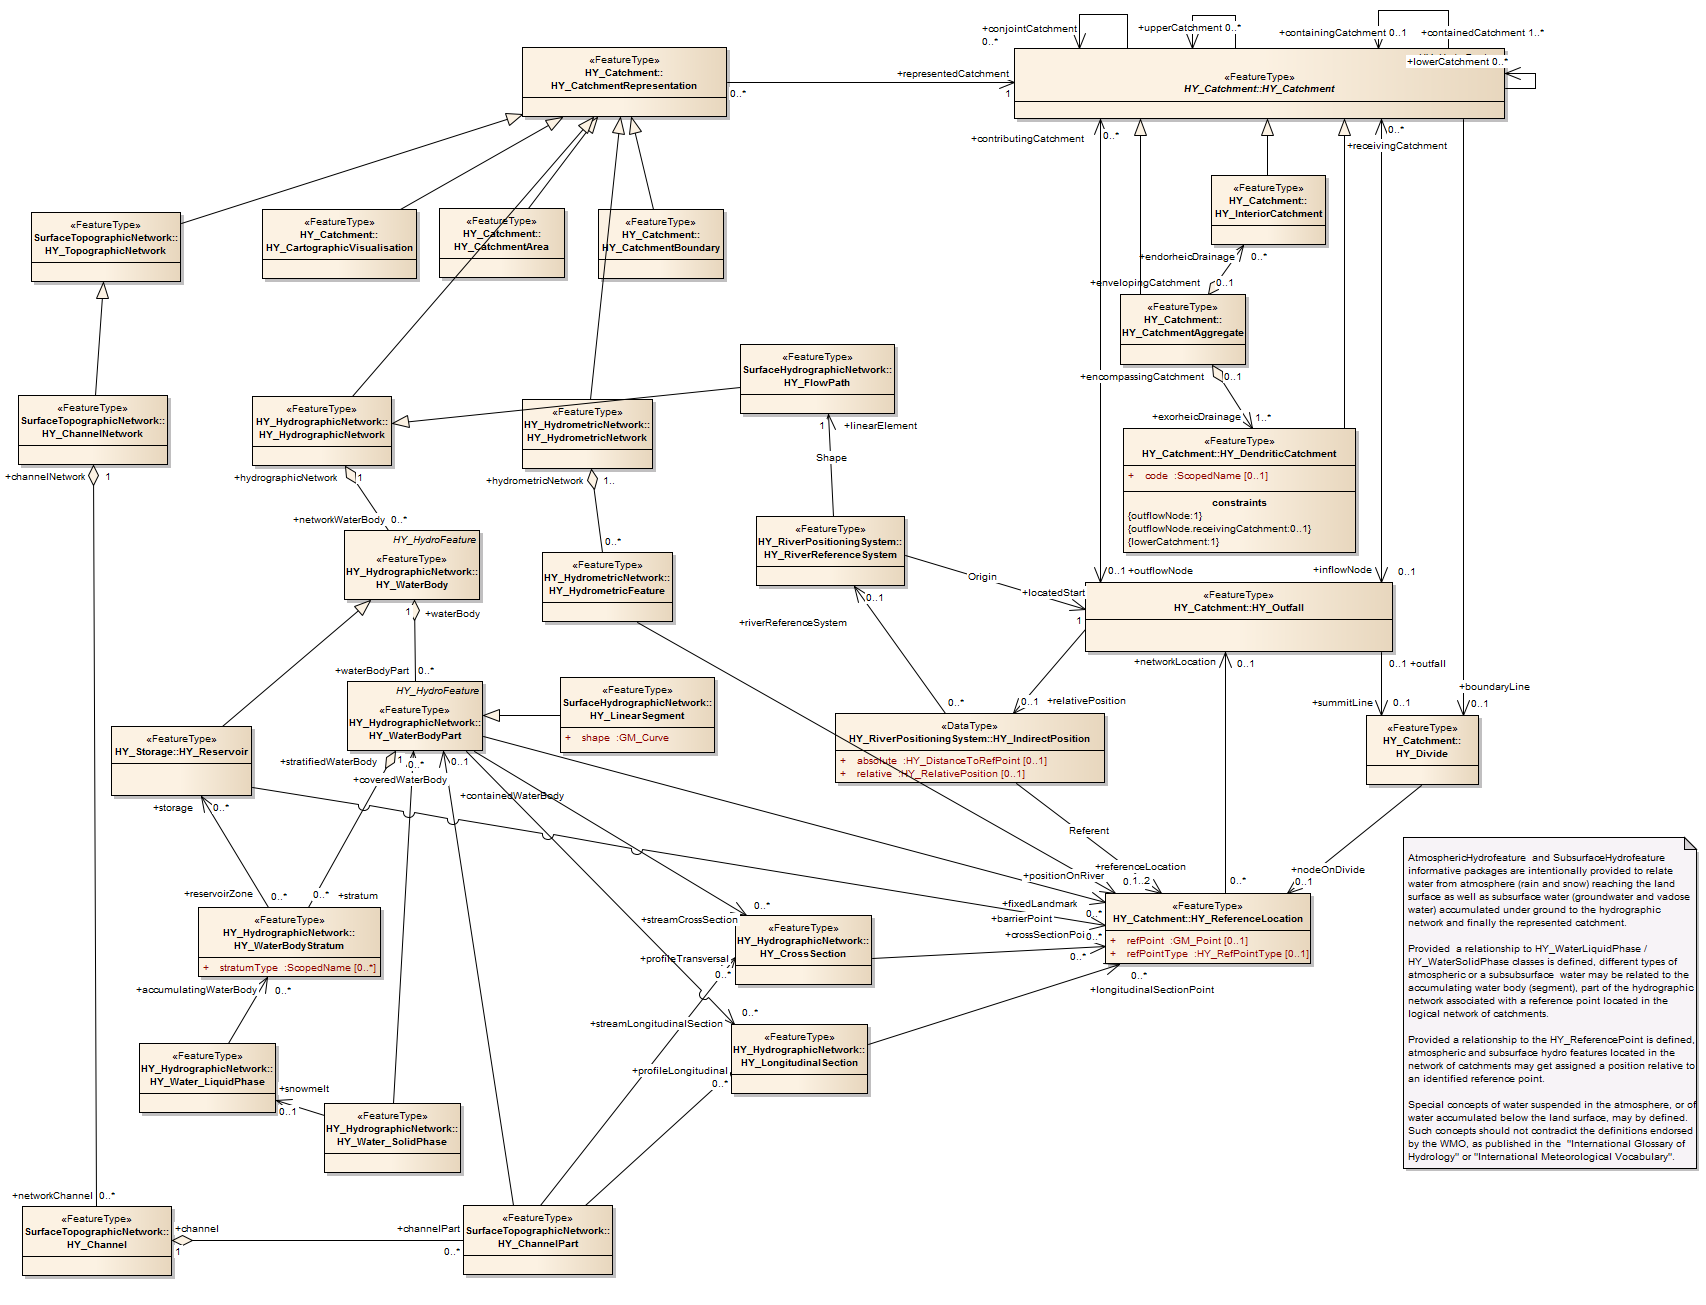 +conjointCatchment
0..*
+upperCatchment 0..*
+containingCatchment 0..1
+containedCatchment 1..*
+lowerCatchment 0..*
«FeatureType»
HY_Catchment::
HY_CatchmentRepresentation
0..*
+representedCatchment
1
«FeatureType»
HY_Catchment::HY_Catchment
+contributingCatchment
0..*
0..*
+receivingCatchment
«FeatureType»
HY_Catchment::
HY_InteriorCatchment
+endorheicDrainage
0..*
+envelopingCatchment
0..1
«FeatureType»
SurfaceTopographicNetwork::
HY_TopographicNetwork
«FeatureType»
HY_Catchment::
HY_CartographicVisualisation
«FeatureType»
HY_Catchment::
HY_CatchmentArea
«FeatureType»
HY_Catchment::
HY_CatchmentBoundary
«FeatureType»
HY_Catchment::
HY_CatchmentAggregate
+encompassingCatchment
0..1
+exorheicDrainage
1..*
«FeatureType»
SurfaceHydrographicNetwork::
HY_FlowPath
1
+linearElement
Shape
«FeatureType»
SurfaceTopographicNetwork::
HY_ChannelNetwork
+channelNetwork
1
«FeatureType»
HY_HydrographicNetwork::
HY_HydrographicNetwork
+hydrographicNetwork
1
+networkWaterBody
0..*
«FeatureType»
HY_HydrometricNetwork::
HY_HydrometricNetwork
+hydrometricNetwork
1..
0..*
«FeatureType»
HY_Catchment::HY_DendriticCatchment
+ code :ScopedName [0..1]
constraints
{outflowNode:1}
{outflowNode.receivingCatchment:0..1}
{lowerCatchment:1}
HY_HydroFeature
«FeatureType»
HY_HydrographicNetwork::
HY_WaterBody
1
+waterBody
+waterBodyPart
0..*
«FeatureType»
HY_HydrometricNetwork::
HY_HydrometricFeature
«FeatureType»
HY_RiverPositioningSystem::
HY_RiverReferenceSystem
0..1
+riverReferenceSystem
0..*
Origin
+locatedStart
1
0..1
+outflowNode
+inflowNode
0..1
«FeatureType»
HY_Catchment::HY_Outfall
+networkLocation
0..1
0..1 +outfall
+summitLine
0..1
+boundaryLine
0..1
0..1
+relativePosition
HY_HydroFeature
«FeatureType»
HY_HydrographicNetwork::
HY_WaterBodyPart
«FeatureType»
SurfaceHydrographicNetwork::
HY_LinearSegment
+ shape :GM_Curve
«DataType»
HY_RiverPositioningSystem::HY_IndirectPosition
+ absolute :HY_DistanceToRefPoint [0..1]
+ relative :HY_RelativePosition [0..1]
«FeatureType»
HY_Catchment::
HY_Divide
«FeatureType»
HY_Storage::HY_Reservoir
+storage
0..*
+stratifiedWaterBody
1
0..*
+coveredWaterBody
0..1
+containedWaterBody
+reservoirZone
0..*
0..*
+stratum
Referent
+referenceLocation
0,1..2
+positionOnRiver
+nodeOnDivide
0..1
+fixedLandmark
0..*
+barrierPoint
+crossSectionPoi
0..*
0..*
0..*
0..*
+longitudinalSectionPoint
«FeatureType»
HY_Catchment::HY_ReferenceLocation
+ refPoint :GM_Point [0..1]
+ refPointType :HY_RefPointType [0..1]
«FeatureType»
HY_HydrographicNetwork::
HY_WaterBodyStratum
+ stratumType :ScopedName [0..*]
+accumulatingWaterBody
0..*
0..*
+streamCrossSection
«FeatureType»
HY_HydrographicNetwork::
HY_CrossSection
+profileTransversal
0..*
0..*
+streamLongitudinalSection
«FeatureType»
HY_HydrographicNetwork::
HY_LongitudinalSection
+profileLongitudinal
0..*
«FeatureType»
HY_HydrographicNetwork::
HY_Water_LiquidPhase
+snowmelt
0..1
«FeatureType»
HY_HydrographicNetwork::
HY_Water_SolidPhase
+networkChannel
0..*
«FeatureType»
SurfaceTopographicNetwork::
HY_Channel
+channel
1
+channelPart
0..*
«FeatureType»
SurfaceTopographicNetwork::
HY_ChannelPart
AtmosphericHydrofeature and SubsurfaceHydrofeature
informative packages are intentionally provided to relate
water from atmosphere (rain and snow) reaching the land
surface as well as subsurface water (groundwater and vadose
water) accumulated under ground to the hydrographic
network and finally the represented catchment.
Provided a relationship to HY_WaterLiquidPhase /
HY_WaterSolidPhase classes is defined, different types of
atmospheric or a subsubsurface water may be related to the
accumulating water body (segment), part of the hydrographic
network associated with a reference point located in the
logical network of catchments.
Provided a relationship to the HY_ReferencePoint is defined,
atmospheric and subsurface hydro features located in the
network of catchments may get assigned a position relative to
an identified reference point.
Special concepts of water suspended in the atmosphere, or of
water accumulated below the land surface, may by defined.
Such concepts should not contradict the definitions endorsed
by the WMO, as published in the "International Glossary of
Hydrology" or "International Meteorological Vocabulary".